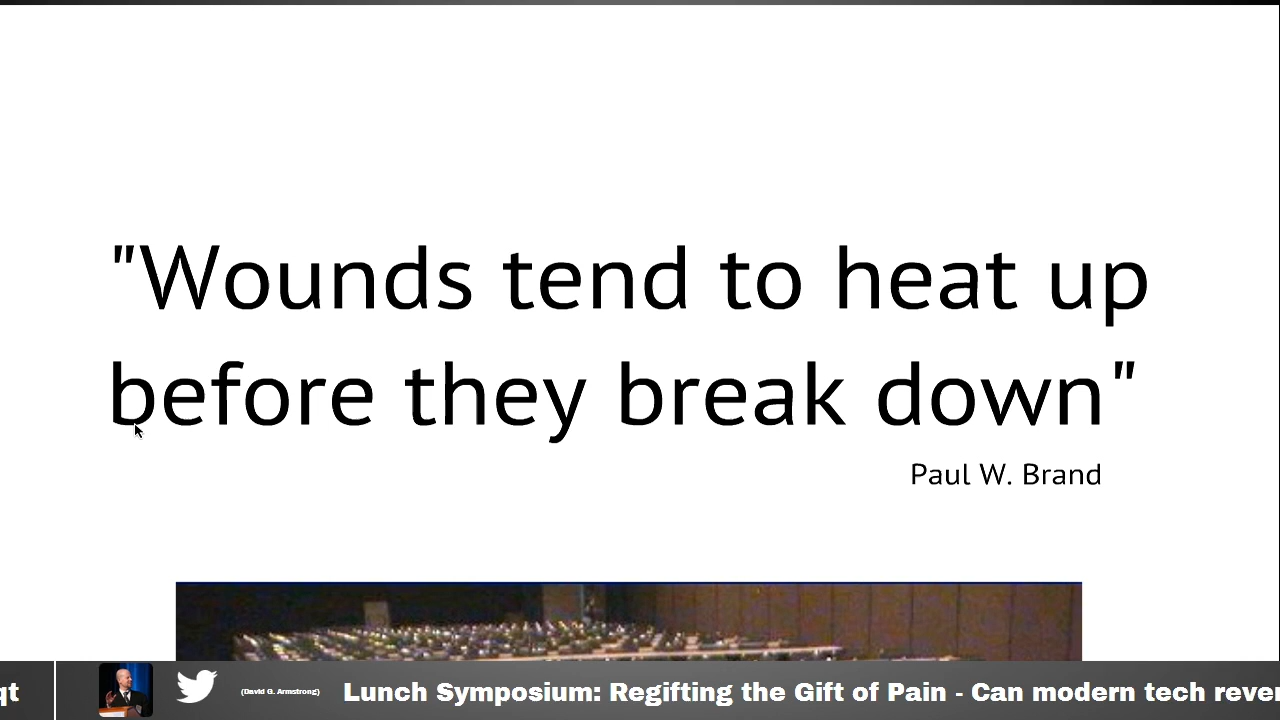 "Wounds tend to heat up
before they break down"
Paul W. Brand
qt
(David G. Armstrong)
Lunch Symposium: Regifting the Gift of Pain - Can modern tech rever